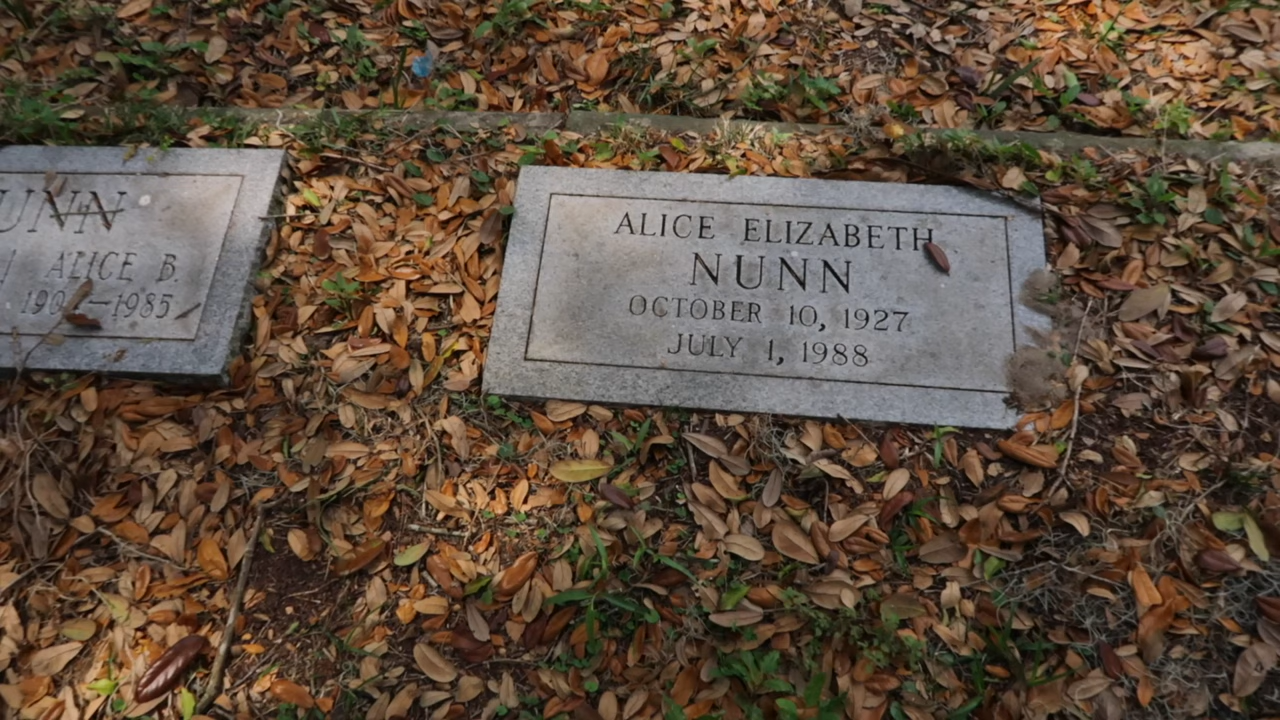 UNN
ALICE B.
1985
ALICE ELIZABETH
NUNN
OCTOBER 10, 1927
JULY 1, 1988